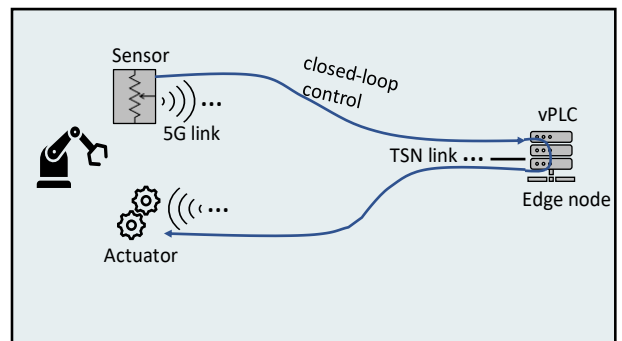 Sensor
closed-loop
control
5G link
vPLC
TSN link •••
Edge node
Actuator